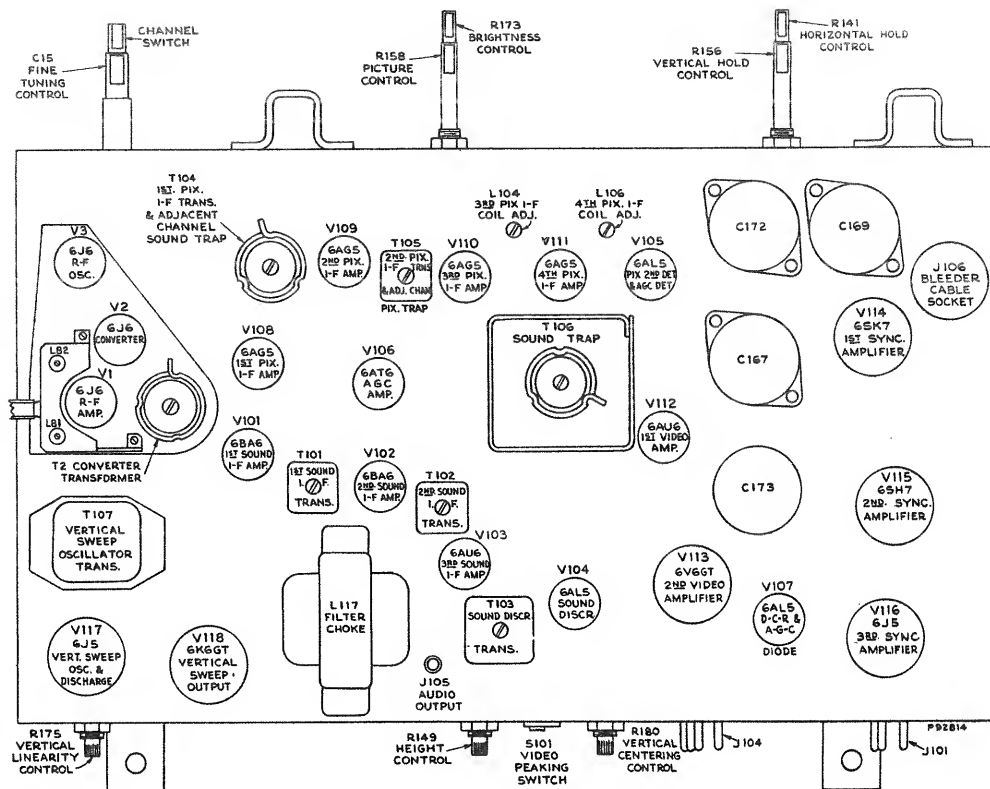 CHANNEL
SWITCH
C15
FINE
TUNING
CONTROL
R173
BRIGHTNESS
CONTROL
R158
PICTURE
CONTROL
R141
HORIZONTAL HOLD
CONTROL
R156
VERTICAL HOLD
CONTROL
T104
1ST. PIX.
I-F TRANS.
& ADJACENT
CHANNEL
SOUND TRAP
L104
3RD PIX I-F
COIL ADJ.
L106
4TH PIX. I-F
COIL ADJ.
V3
6J6
R-F
OSC.
V109
6AG5
2ND PIX.
I-F AMP.
T105
2ND. PIX.
I-F TRNS
& ADJ. CHAN
PIX. TRAP
V110
6AG5
3RD PIX.
I-F AMP
V111
6AG5
4TH PIX.
I-F AMP
V105
6AL5
PIX 2ND DET
& AGC DET
C172
C169
J106
BLEEDER
CABLE
SOCKET
V2
6J6
CONVERTER
LB2
V1
6J6
R-F
AMP.
LB1
T2 CONVERTER
TRANSFORMER
V108
6AG5
1ST PIX.
I-F AMP.
V106
6AT6
AGC
AMP.
T106
SOUND TRAP
C167
V114
6SK7
1ST SYNC.
AMPLIFIER
V101
6BA6
1ST SOUND
I-F AMP.
T101
1ST SOUND
I. F.
TRANS.
V102
6BA6
2ND SOUND
I-F AMP.
T102
2ND. SOUND
I. F.
TRANS.
V112
6AU6
1ST VIDEO
AMP.
C173
V115
6SH7
2ND. SYNC.
AMPLIFIER
T107
VERTICAL
SWEEP
OSCILLATOR
TRANS.
V103
6AU6
3RD SOUND
I-F AMP
L117
FILTER
CHOKE
T103
SOUND DISCR.
TRANS.
V104
6AL5
SOUND
DISCR
V113
6V6GT
2ND VIDEO
AMPLIFIER
V107
6AL5
D-C-R &
A-G-C
DIODE
V116
6J5
3RD. SYNC
AMPLIFIER
V117
6J5
VERT. SWEEP
OSC. &
DISCHARGE
V118
6K6GT
VERTICAL
SWEEP
OUTPUT
J105
AUDIO
OUTPUT
R175
VERTICAL
LINEARITY
CONTROL
R149
HEIGHT
CONTROL
S101
VIDEO
PEAKING
SWITCH
R180
VERTICAL
CENTERING
CONTROL
J104
P92814
J101